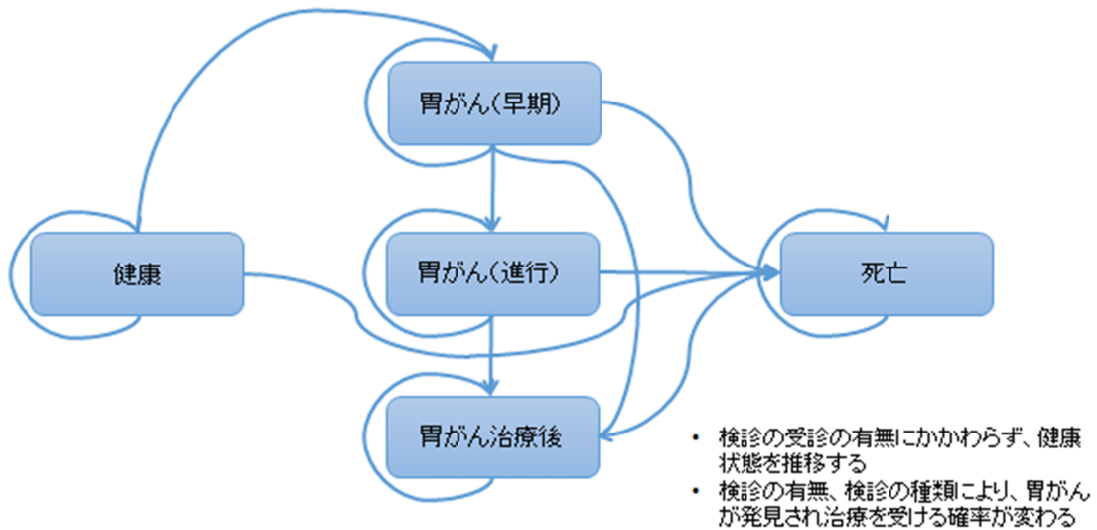 胃がん(早期)
健康
胃がん(進行)
死亡
胃がん治療後
• 検診の受診の有無にかかわらず、健康
状態を推移する
• 検診の有無、検診の種類により、胃がん
が発見され治療を受ける確率が変わる